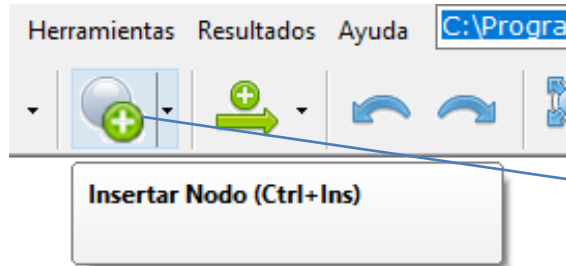 Herramientas Resultados Ayuda C:\Progra
Insertar Nodo (Ctrl+Ins)